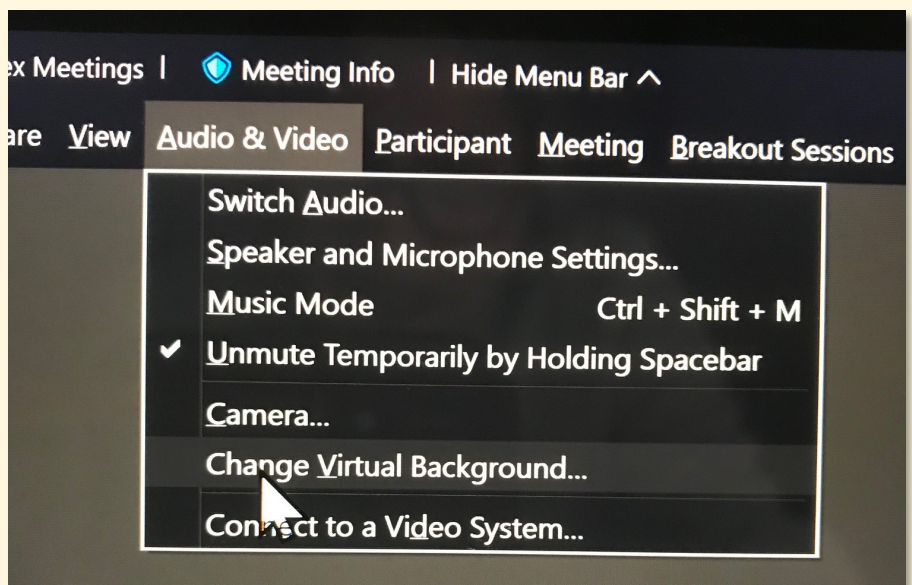 ex Meetings | Meeting Info | Hide Menu Bar
are View Audio & Video Participant Meeting Breakout Sessions
Switch Audio...
Speaker and Microphone Settings...
Music Mode Ctrl + Shift + M
Unmute Temporarily by Holding Spacebar
Camera...
Change Virtual Background...
Connect to a Video System...